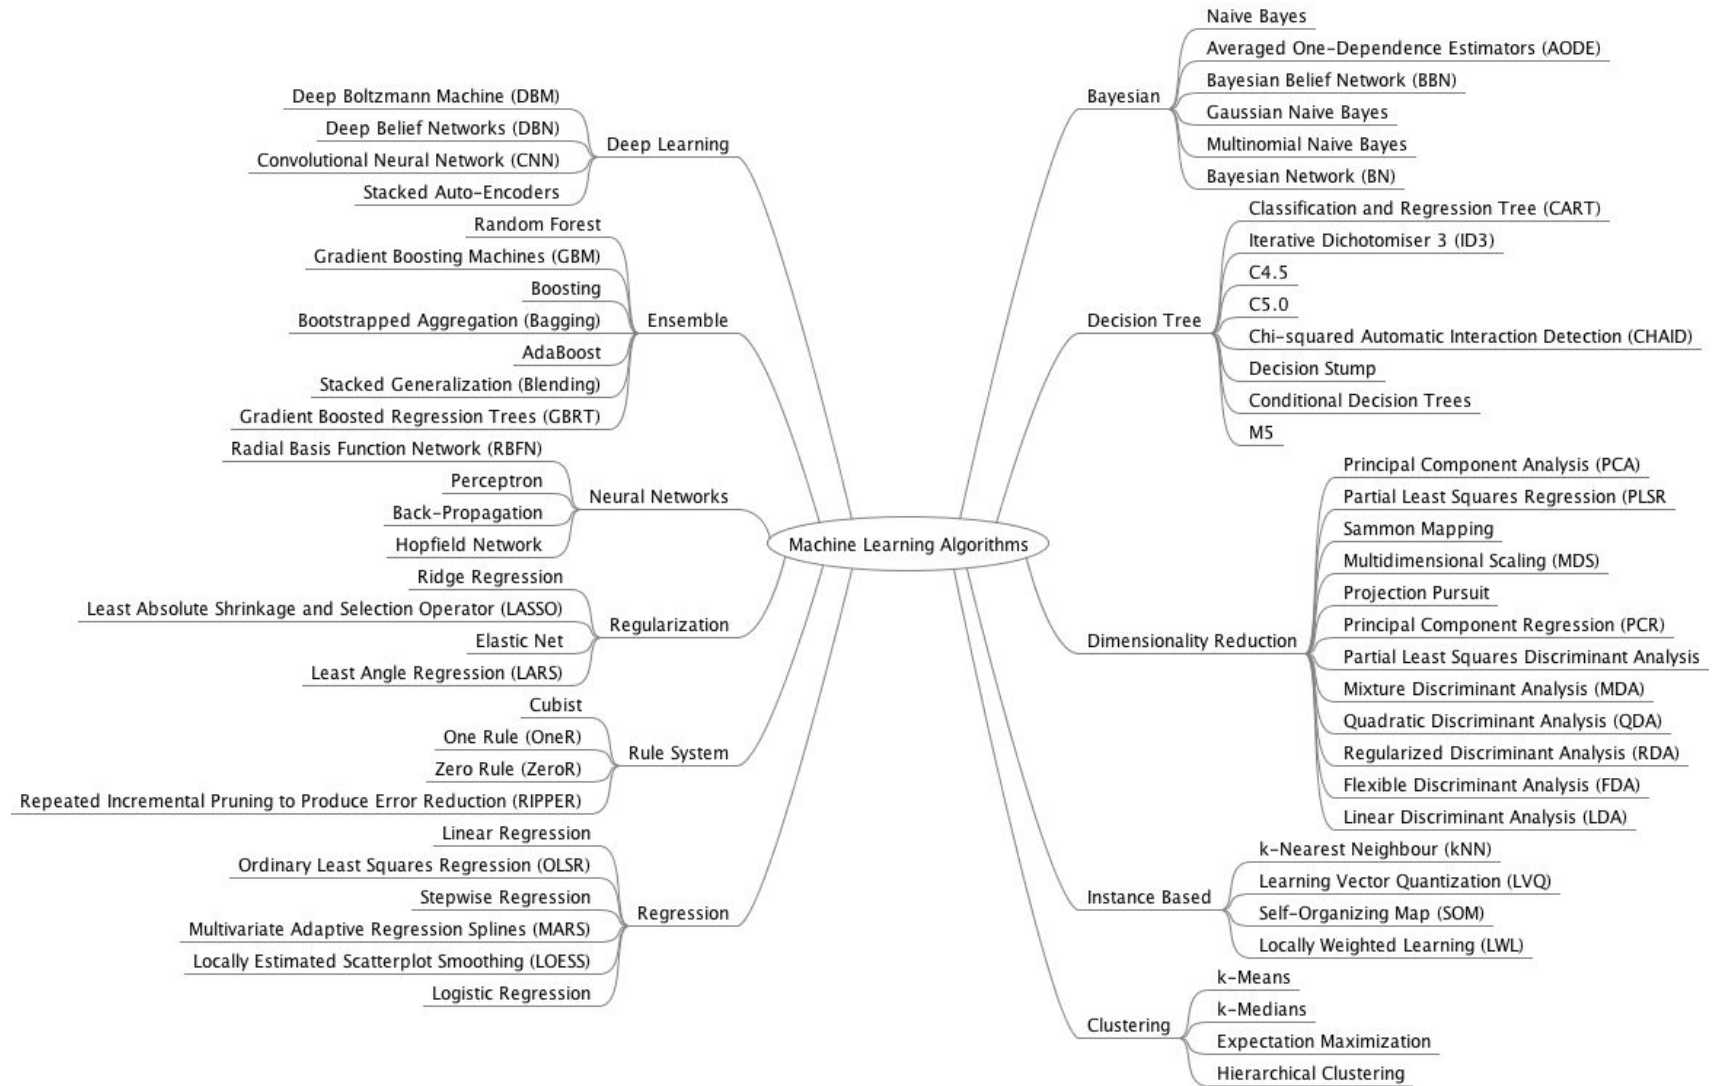 Machine Learning Algorithms
Deep Learning
Deep Boltzmann Machine (DBM)
Deep Belief Networks (DBN)
Convolutional Neural Network (CNN)
Stacked Auto-Encoders
Ensemble
Random Forest
Gradient Boosting Machines (GBM)
Boosting
Bootstrapped Aggregation (Bagging)
AdaBoost
Stacked Generalization (Blending)
Gradient Boosted Regression Trees (GBRT)
Neural Networks
Radial Basis Function Network (RBFN)
Perceptron
Back-Propagation
Hopfield Network
Regularization
Ridge Regression
Least Absolute Shrinkage and Selection Operator (LASSO)
Elastic Net
Least Angle Regression (LARS)
Rule System
Cubist
One Rule (OneR)
Zero Rule (ZeroR)
Repeated Incremental Pruning to Produce Error Reduction (RIPPER)
Regression
Linear Regression
Ordinary Least Squares Regression (OLSR)
Stepwise Regression
Multivariate Adaptive Regression Splines (MARS)
Locally Estimated Scatterplot Smoothing (LOESS)
Logistic Regression
Bayesian
Naive Bayes
Averaged One-Dependence Estimators (AODE)
Bayesian Belief Network (BBN)
Gaussian Naive Bayes
Multinomial Naive Bayes
Bayesian Network (BN)
Decision Tree
Classification and Regression Tree (CART)
Iterative Dichotomiser 3 (ID3)
C4.5
C5.0
Chi-squared Automatic Interaction Detection (CHAID)
Decision Stump
Conditional Decision Trees
M5
Dimensionality Reduction
Principal Component Analysis (PCA)
Partial Least Squares Regression (PLSR
Sammon Mapping
Multidimensional Scaling (MDS)
Projection Pursuit
Principal Component Regression (PCR)
Partial Least Squares Discriminant Analysis
Mixture Discriminant Analysis (MDA)
Quadratic Discriminant Analysis (QDA)
Regularized Discriminant Analysis (RDA)
Flexible Discriminant Analysis (FDA)
Linear Discriminant Analysis (LDA)
Instance Based
k-Nearest Neighbour (kNN)
Learning Vector Quantization (LVQ)
Self-Organizing Map (SOM)
Locally Weighted Learning (LWL)
Clustering
k-Means
k-Medians
Expectation Maximization
Hierarchical Clustering